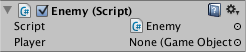 Enemy (Script)
Script Enemy
Player None (Game Object